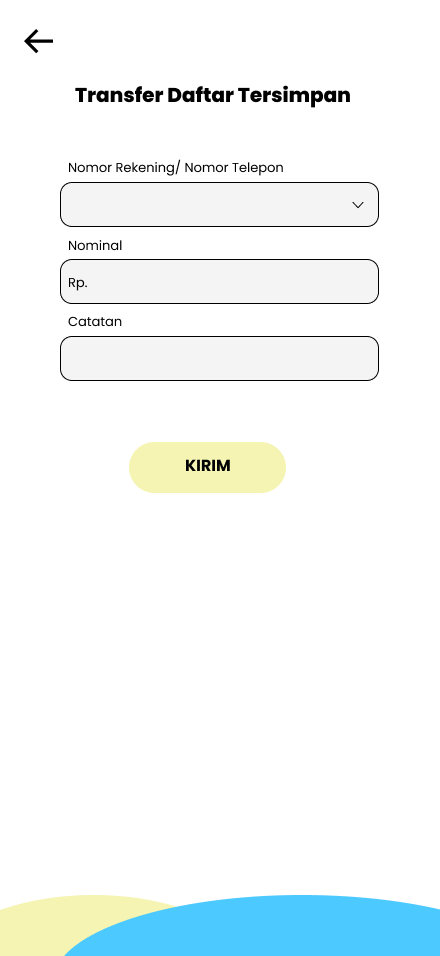 Transfer Daftar Tersimpan
Nomor Rekening/ Nomor Telepon
Nominal
Rp.
Catatan
KIRIM